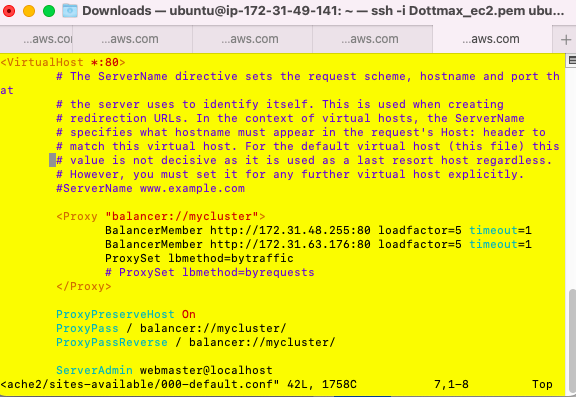 Downloads — ubuntu@ip-172-31-49-141: ~ — ssh -i Dottmax_ec2.pem ubu...
...aws.coi ...aws.com ...aws.com ...aws.com ...aws.com +
<VirtualHost *:80>
# The ServerName directive sets the request scheme, hostname and port th
at
# the server uses to identify itself. This is used when creating
# redirection URLs. In the context of virtual hosts, the ServerName
# specifies what hostname must appear in the request's Host: header to
# match this virtual host. For the default virtual host (this file) this
# value is not decisive as it is used as a last resort host regardless.
# However, you must set it for any further virtual host explicitly.
#ServerName www.example.com
<Proxy "balancer://mycluster">
BalancerMember http://172.31.48.255:80 loadfactor=5 timeout=1
BalancerMember http://172.31.63.176:80 loadfactor=5 timeout=1
ProxySet lbmethod=bytraffic
# ProxySet lbmethod=byrequests
</Proxy>
ProxyPreserveHost On
ProxyPass / balancer://mycluster/
ProxyPassReverse / balancer://mycluster/
ServerAdmin webmaster@localhost
<ache2/sites-available/000-default.conf" 42L, 1758C 7,1-8 Top